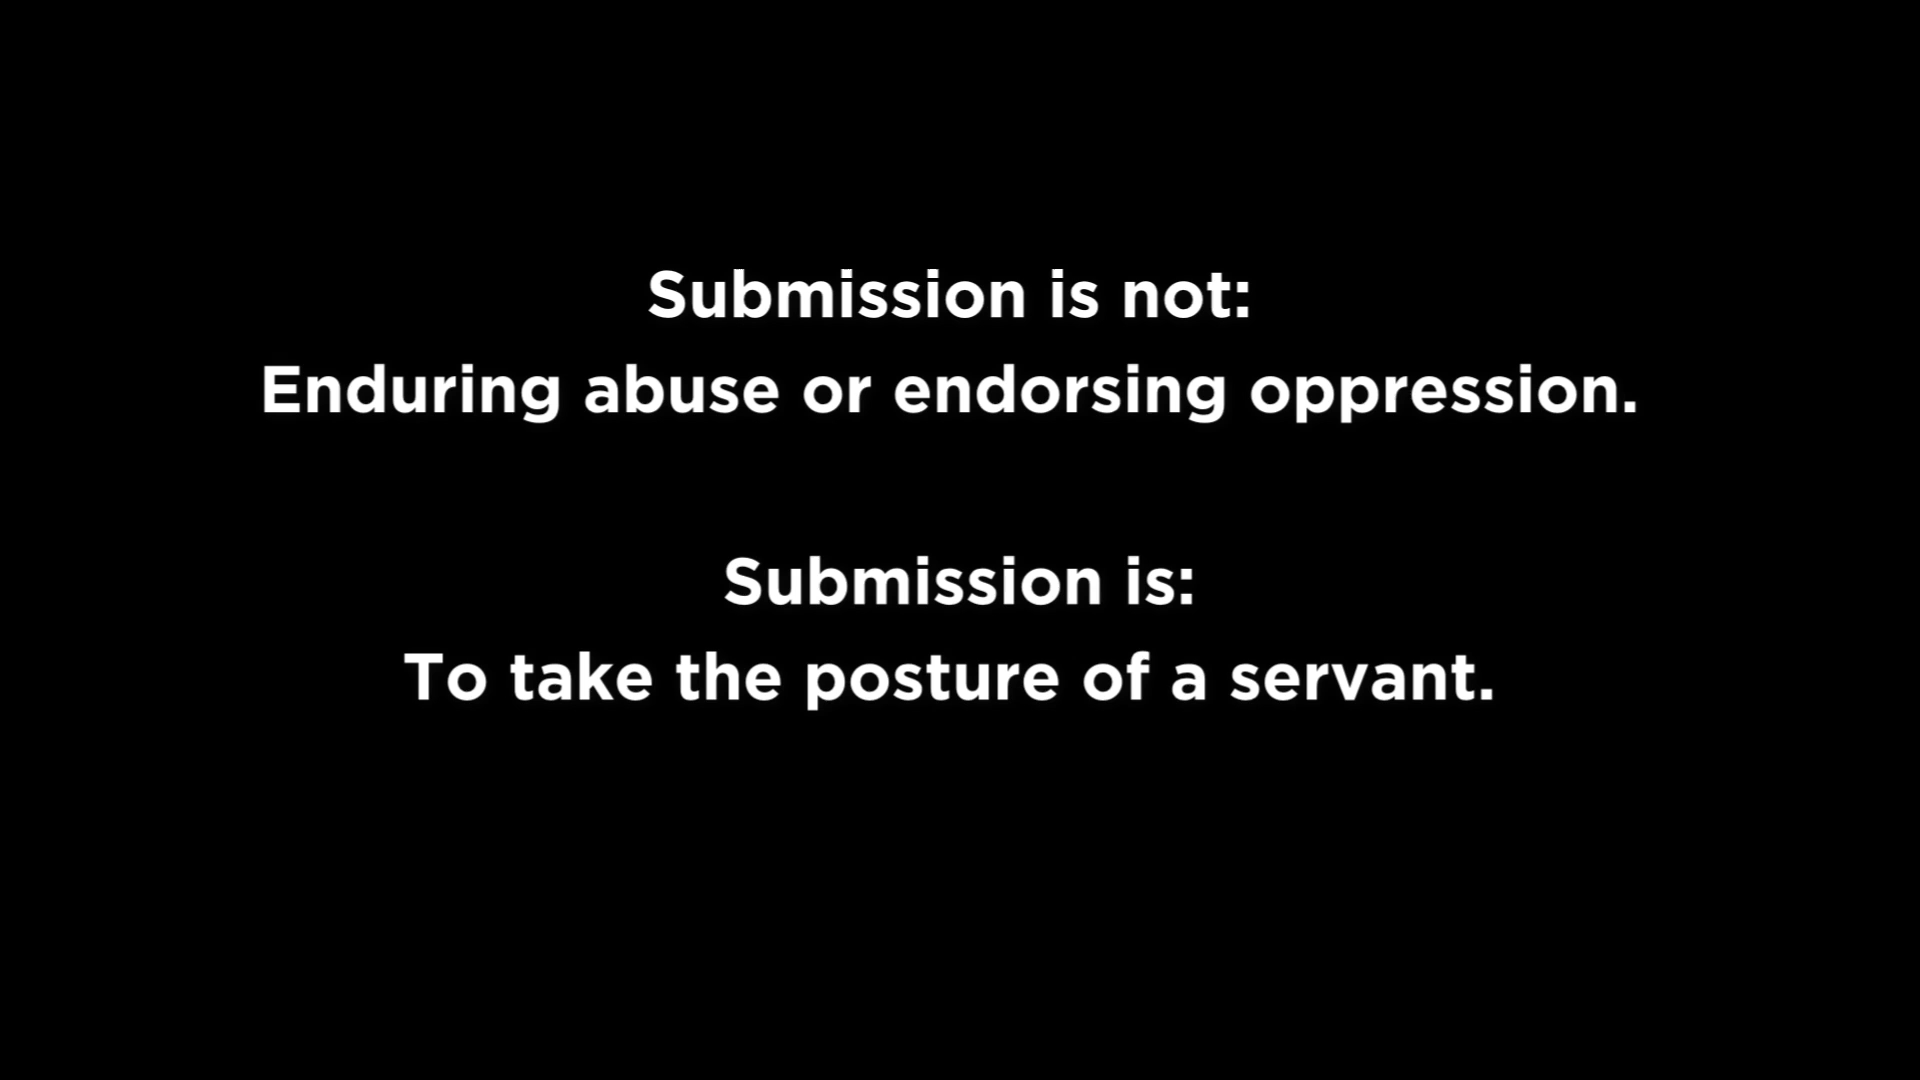 Submission is not:
Enduring abuse or endorsing oppression.
Submission is:
To take the posture of a servant.